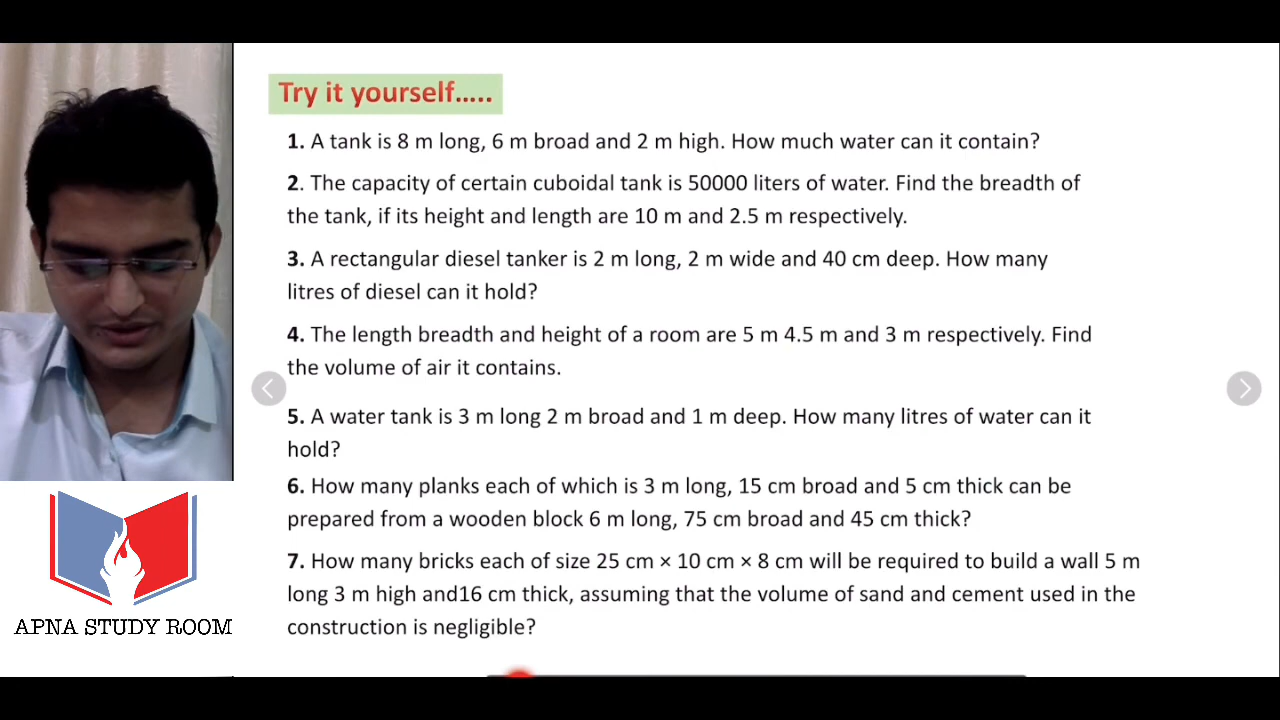 Try it yourself.....
1. A tank is 8 m long, 6 m broad and 2 m high. How much water can it contain?
2. The capacity of certain cuboidal tank is 50000 liters of water. Find the breadth of
the tank, if its height and length are 10 m and 2.5 m respectively.
3. A rectangular diesel tanker is 2 m long, 2 m wide and 40 cm deep. How many
litres of diesel can it hold?
4. The length breadth and height of a room are 5 m 4.5 m and 3 m respectively. Find
the volume of air it contains.
5. A water tank is 3 m long 2 m broad and 1 m deep. How many litres of water can it
hold?
6. How many planks each of which is 3 m long, 15 cm broad and 5 cm thick can be
prepared from a wooden block 6 m long, 75 cm broad and 45 cm thick?
7. How many bricks each of size 25 cm × 10 cm × 8 cm will be required to build a wall 5 m
long 3 m high and16 cm thick, assuming that the volume of sand and cement used in the
construction is negligible?
APNA STUDY ROOM